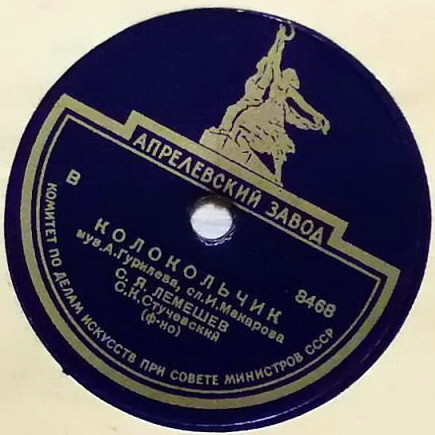 АПРЕЛЕВСКИЙ ЗАВОД
В
КОЛОКОЛЬЧИК
муз. А. Гурилева, сл. И. Макарова
8468
С. Я. ЛЕМЕШЕВ
С. К. Стучевский
(ф-но)
КОМИТЕТ ПО ДЕЛАМ ИСКУССТВ ПРИ СОВЕТЕ МИНИСТРОВ СССР